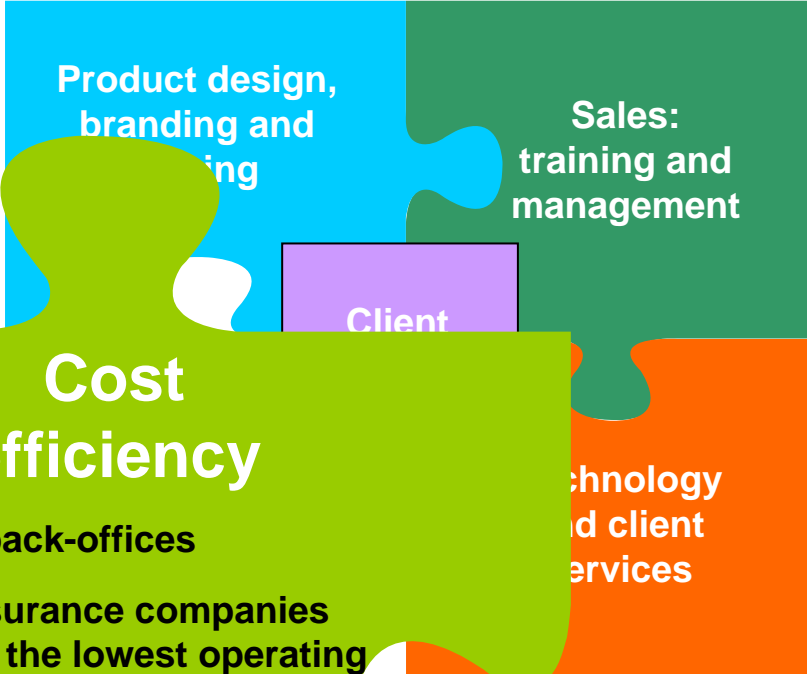 Product design,
branding and
ing
Sales:
training and
management
Client
Cost
fficiency
ack-offices
surance companies
the lowest operating
chnology
d client
ervices